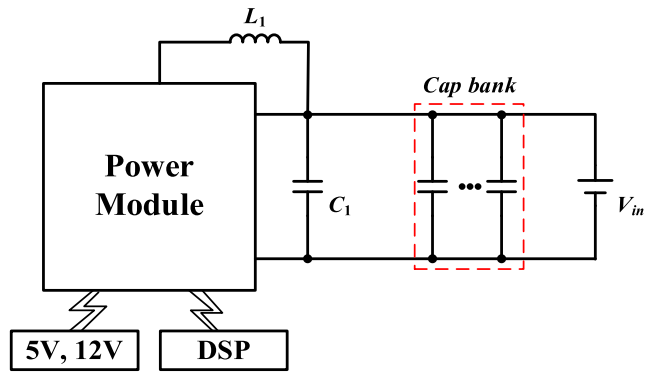 L1
Cap bank
Power
Module
C1
Vin
5V, 12V
DSP